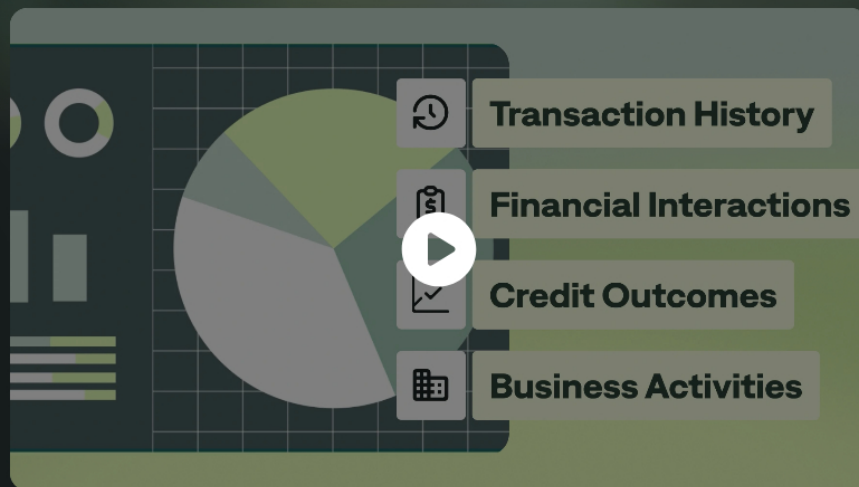 Transaction History
Financial Interactions
Credit Outcomes
Business Activities